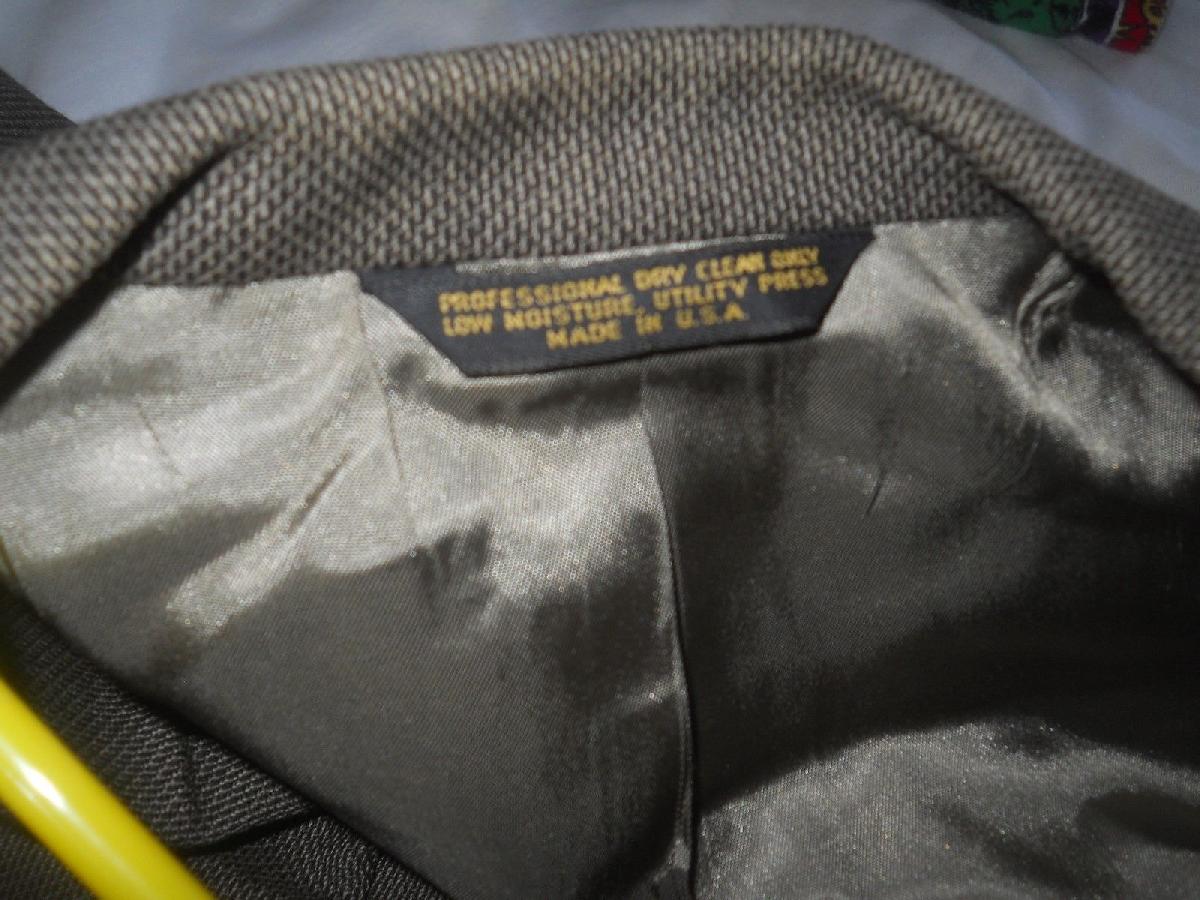 PROFESSIONAL DRY CLEAN ONLY
LOW MOISTURE, UTILITY PRESS
MADE IN U.S.A.